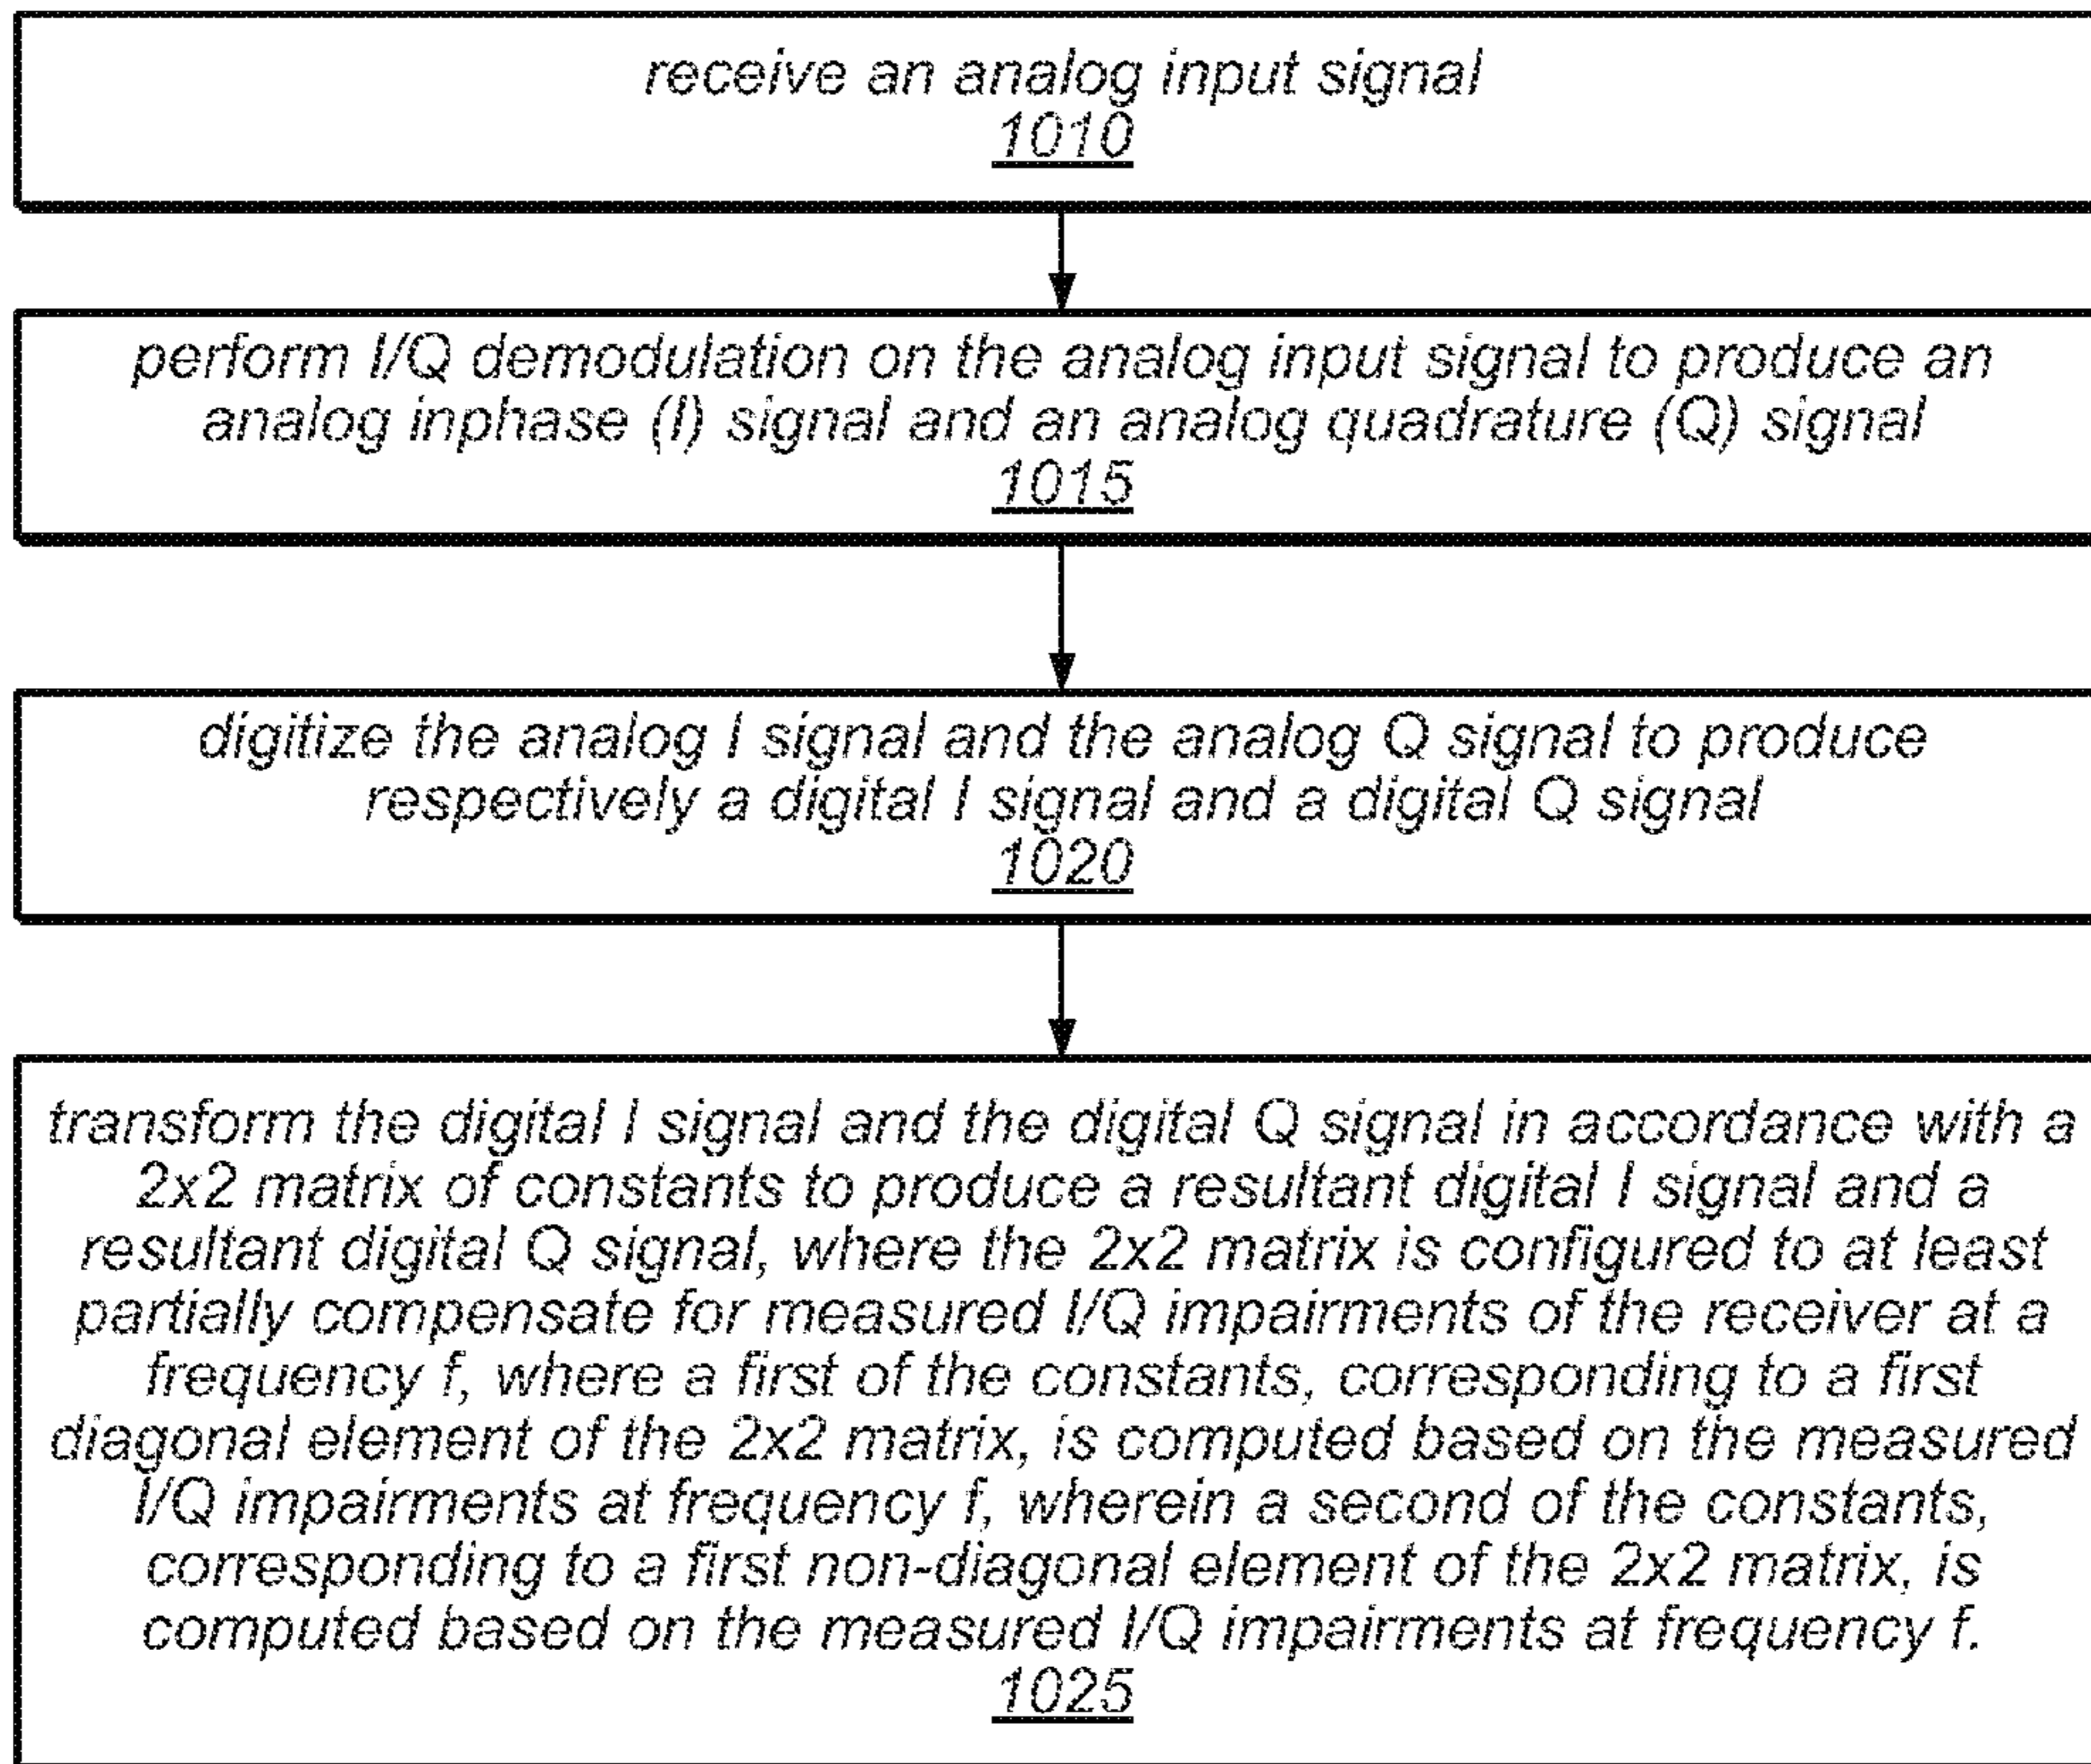 receive an analog input signal
1010
perform I/Q demodulation on the analog input signal to produce an
analog inphase (I) signal and an analog quadrature (Q) signal
1015
digitize the analog I signal and the analog Q signal to produce
respectively a digital I signal and a digital Q signal
1020
transform the digital I signal and the digital Q signal in accordance with a
2x2 matrix of constants to produce a resultant digital I signal and a
resultant digital Q signal, where the 2x2 matrix is configured to at least
partially compensate for measured I/Q impairments of the receiver at a
frequency f, where a first of the constants, corresponding to a first
diagonal element of the 2x2 matrix, is computed based on the measured
I/Q impairments at frequency f, wherein a second of the constants,
corresponding to a first non-diagonal element of the 2x2 matrix, is
computed based on the measured I/Q impairments at frequency f.
1025